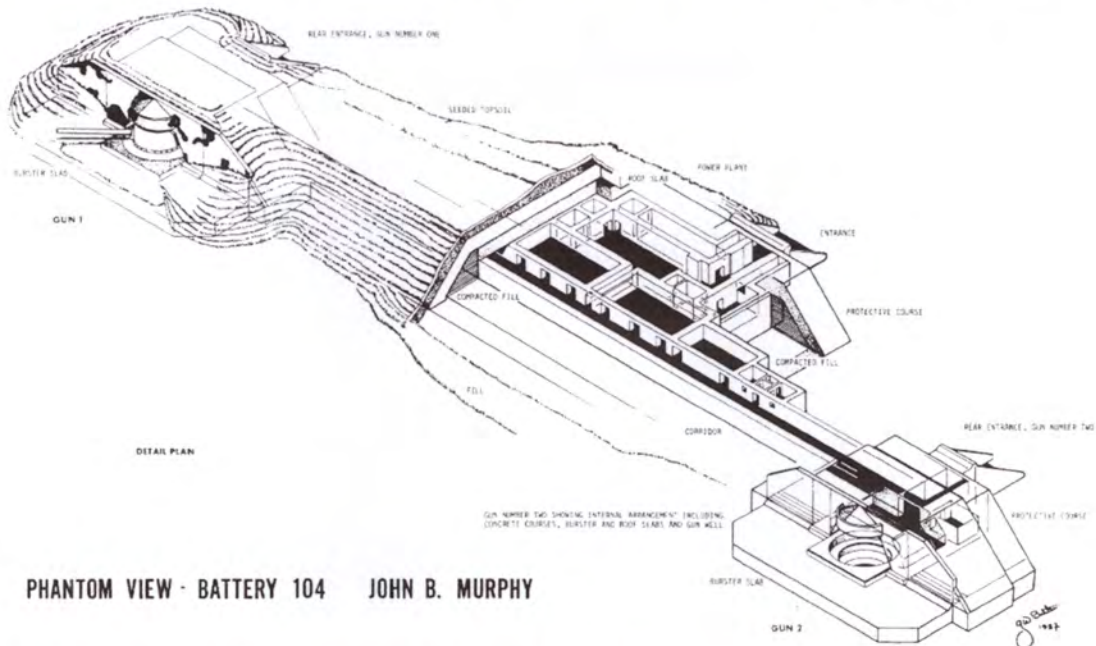 REAR ENTRANCE, GUN NUMBER ONE
SEEDED TOPSOIL
POWER PLANT
ROOF SLAB
BURSTER SLAB
GUN 1
ENTRANCE
COMPACTED FILL
PROTECTIVE COURSE
COMPACTED FILL
FILL
CORRIDOR
REAR ENTRANCE, GUN NUMBER TWO
DETAIL PLAN
GUN NUMBER TWO SHOWING INTERNAL ARRANGEMENT INCLUDING
CONCRETE COURSES, BURSTER AND ROOF SLABS AND GUN WELL
PROTECTIVE COURSE
BURSTER SLAB
PHANTOM VIEW - BATTERY 104 JOHN B. MURPHY
GUN 2
1987